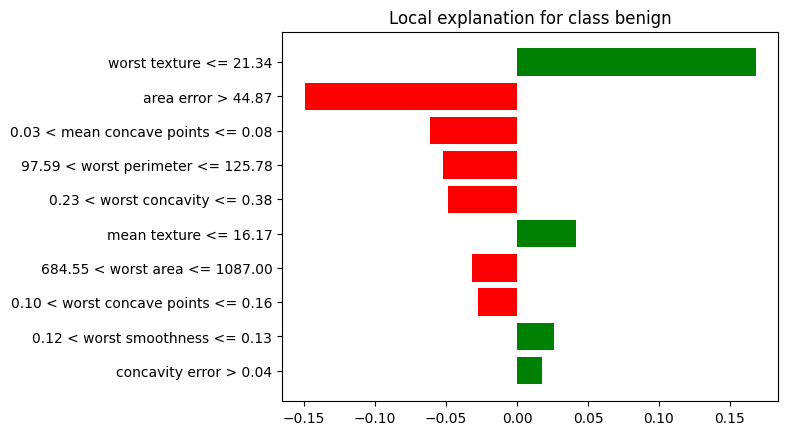 Local explanation for class benign
worst texture <= 21.34
area error > 44.87
0.03 < mean concave points <= 0.08
97.59 < worst perimeter <= 125.78
0.23 < worst concavity <= 0.38
mean texture <= 16.17
684.55 < worst area <= 1087.00
0.10 < worst concave points <= 0.16
0.12 < worst smoothness <= 0.13
concavity error > 0.04
−0.15 −0.10 −0.05 0.00 0.05 0.10 0.15